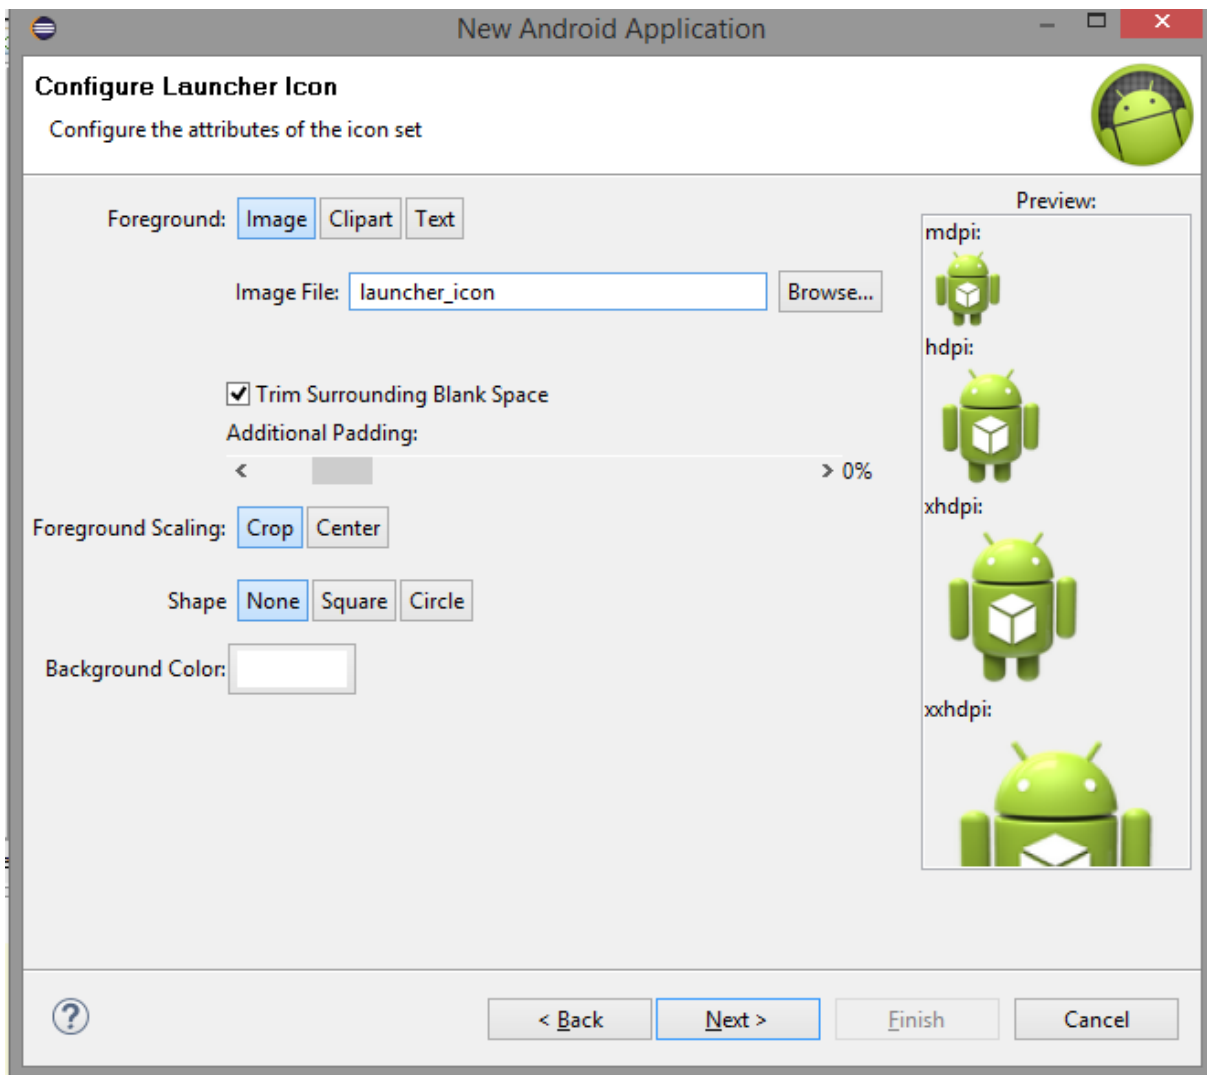 New Android Application
Configure Launcher Icon
Configure the attributes of the icon set
Foreground: Image Clipart Text
Image File: launcher_icon Browse...
Trim Surrounding Blank Space
Additional Padding:
< > 0%
Foreground Scaling: Crop Center
Shape None Square Circle
Background Color:
Preview:
mdpi:
hdpi:
xhdpi:
xxhdpi:
? < Back Next > Finish Cancel